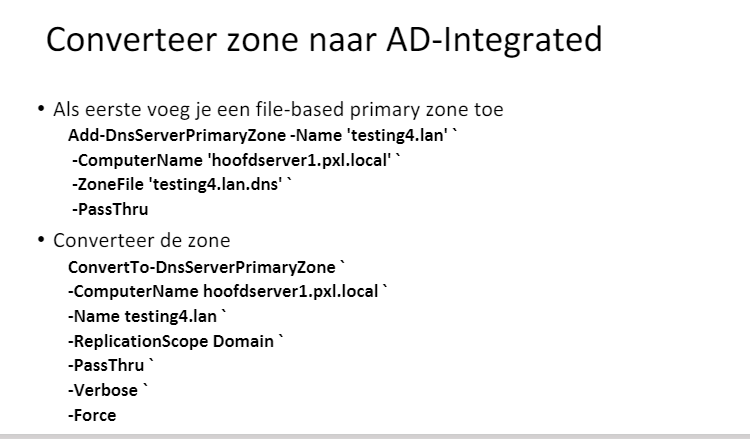 Converteer zone naar AD-Integrated
• Als eerste voeg je een file-based primary zone toe
Add-DnsServerPrimaryZone -Name 'testing4.lan' `
-ComputerName 'hoofdserver1.pxl.local' `
-ZoneFile 'testing4.lan.dns' `
-PassThru
• Converteer de zone
ConvertTo-DnsServerPrimaryZone `
-ComputerName hoofdserver1.pxl.local `
-Name testing4.lan `
-ReplicationScope Domain `
-PassThru `
-Verbose `
-Force